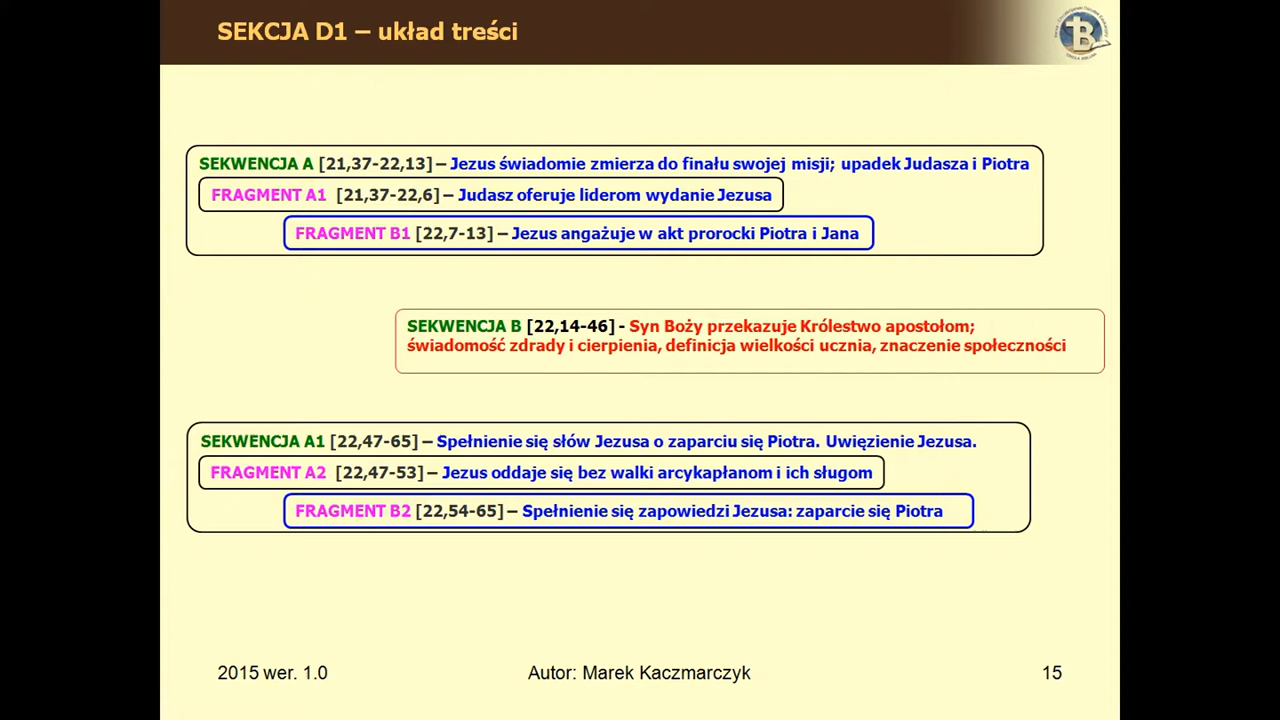 SEKCJA D1 – układ treści
SEKWENCJA A [21,37-22,13] – Jezus świadomie zmierza do finału swojej misji; upadek Judasza i Piotra
FRAGMENT A1 [21,37-22,6] – Judasz oferuje liderom wydanie Jezusa
FRAGMENT B1 [22,7-13] – Jezus angażuje w akt prorocki Piotra i Jana
SEKWENCJA B [22,14-46] - Syn Boży przekazuje Królestwo apostołom;
świadomość zdrady i cierpienia, definicja wielkości ucznia, znaczenie społeczności
SEKWENCJA A1 [22,47-65] – Spełnienie się słów Jezusa o zaparciu się Piotra. Uwięzienie Jezusa.
FRAGMENT A2 [22,47-53] – Jezus oddaje się bez walki arcykapłanom i ich sługom
FRAGMENT B2 [22,54-65] – Spełnienie się zapowiedzi Jezusa: zaparcie się Piotra
2015 wer. 1.0
Autor: Marek Kaczmarczyk
15